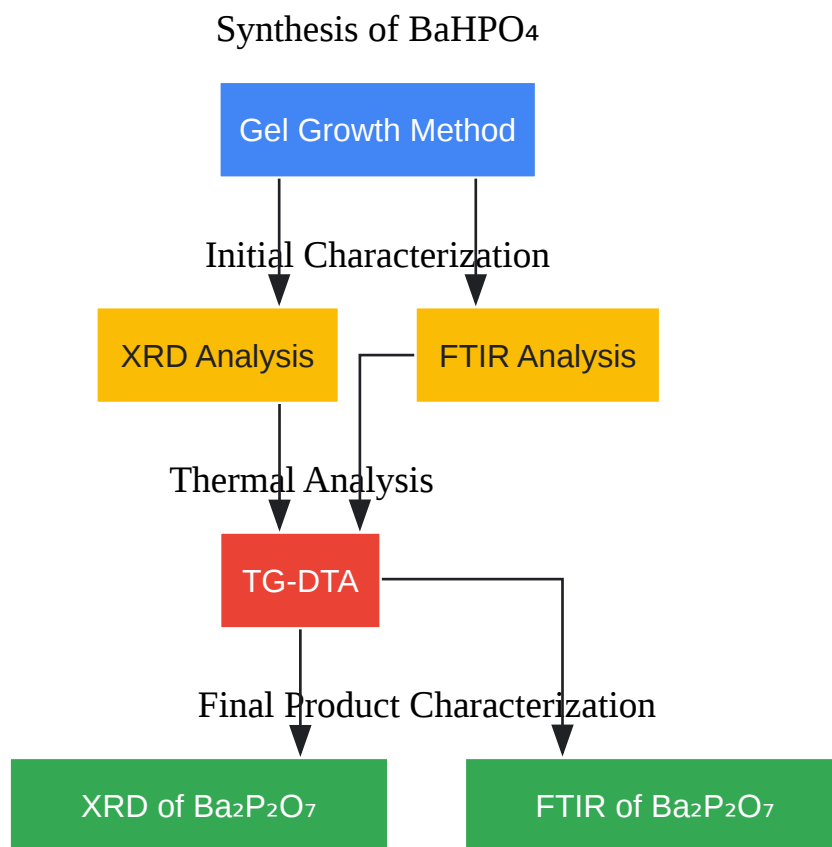 Synthesis of BaHPO₄
Gel Growth Method
Initial Characterization
XRD Analysis
FTIR Analysis
Thermal Analysis
TG-DTA
Final Product Characterization
XRD of Ba₂P₂O₇
FTIR of Ba₂P₂O₇